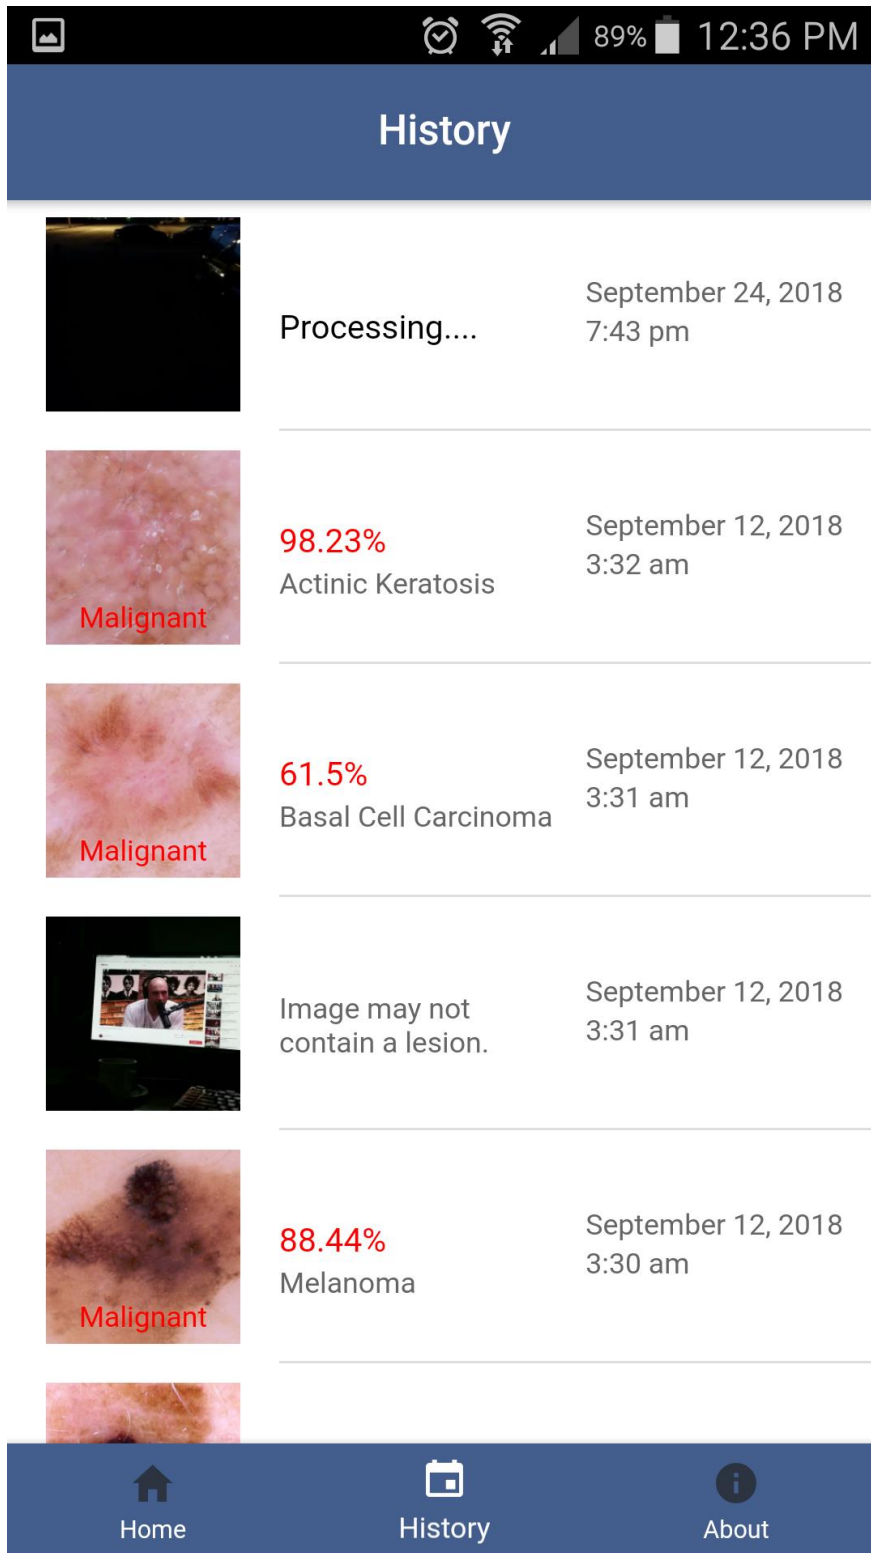 89% 12:36 PM
History
Processing....
September 24, 2018
7:43 pm
Malignant
98.23%
Actinic Keratosis
September 12, 2018
3:32 am
Malignant
61.5%
Basal Cell Carcinoma
September 12, 2018
3:31 am
Image may not
contain a lesion.
September 12, 2018
3:31 am
Malignant
88.44%
Melanoma
September 12, 2018
3:30 am
Home
History
About